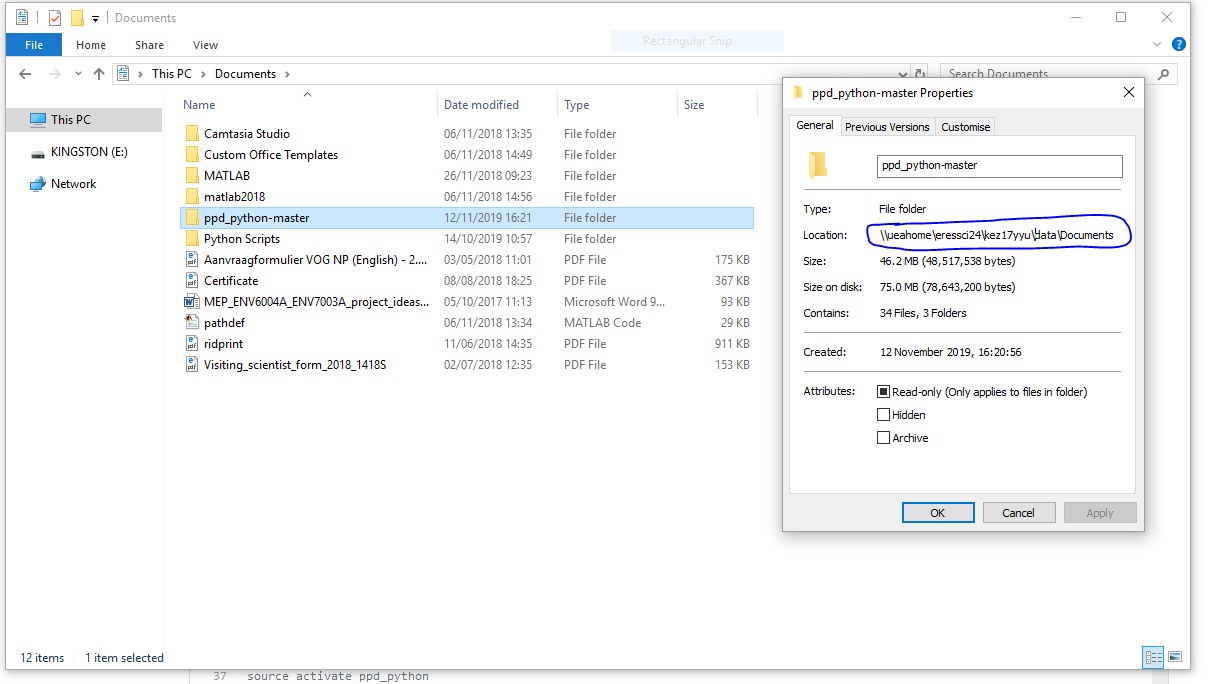 Documents
File Home Share View
Rectangular Snip
This PC Documents
Search Documents
This PC
KINGSTON (E:)
Network
Name Date modified Type Size
Camtasia Studio 06/11/2018 13:35 File folder
Custom Office Templates 06/11/2018 14:49 File folder
MATLAB 26/11/2018 09:23 File folder
matlab2018 06/11/2018 14:56 File folder
ppd_python-master 12/11/2019 16:21 File folder
Python Scripts 14/10/2019 10:57 File folder
Aanvraagformulier VOG NP (English) - 2.... 03/05/2018 11:01 PDF File 175 KB
Certificate 08/08/2018 18:25 PDF File 367 KB
MEP_ENV6004A_ENV7003A_project_ideas... 05/10/2017 11:13 Microsoft Word 9... 93 KB
pathdef 06/11/2018 13:34 MATLAB Code 29 KB
ridprint 11/06/2018 14:35 PDF File 911 KB
Visiting_scientist_form_2018_1418S 02/07/2018 12:35 PDF File 153 KB
ppd_python-master Properties
General Previous Versions Customise
ppd_python-master
Type: File folder
Location: \\ueahome\eressci24\kez17yyu\data\Documents
Size: 46.2 MB (48,517,538 bytes)
Size on disk: 75.0 MB (78,643,200 bytes)
Contains: 34 Files, 3 Folders
Created: 12 November 2019, 16:20:56
Attributes: Read-only (Only applies to files in folder)
Hidden
Archive
OK Cancel Apply
12 items 1 item selected
37 source activate ppd_python